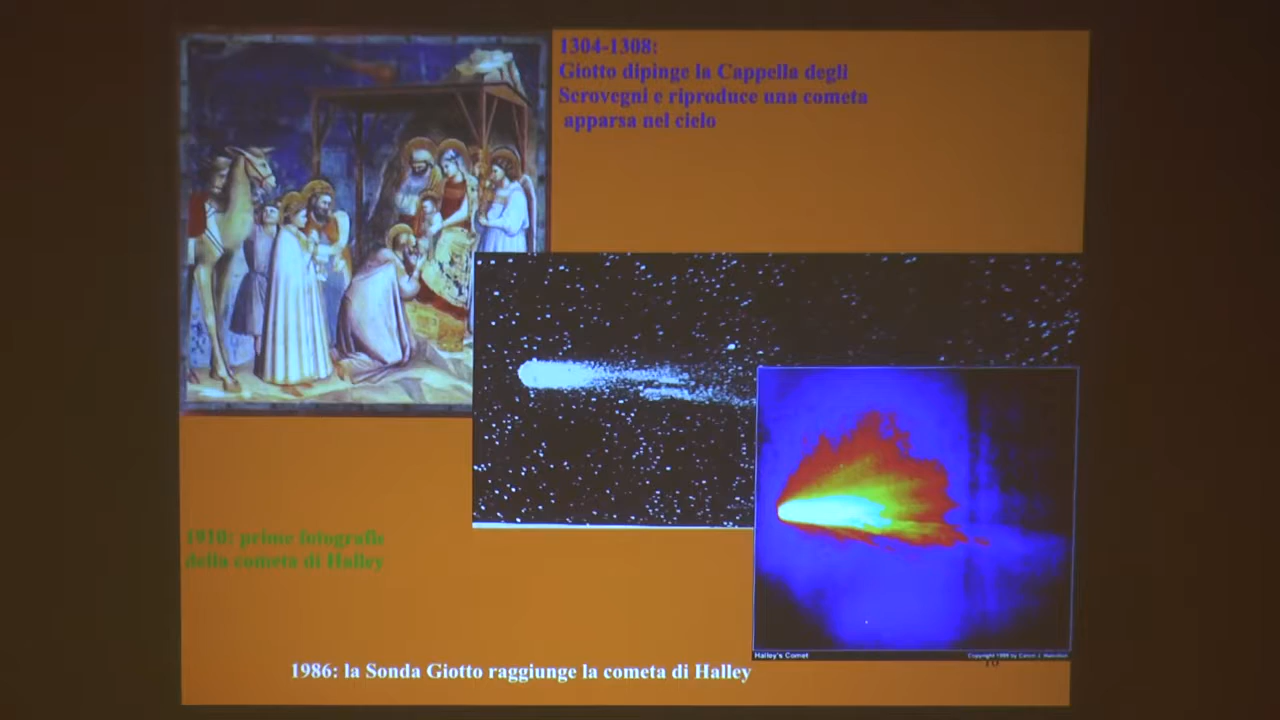 1304-1308:
Giotto dipinge la Cappella degli
Scrovegni e riproduce una cometa
apparsa nel cielo
1910: prime fotografie
della cometa di Halley
Halley's Comet
1986: la Sonda Giotto raggiunge la cometa di Halley